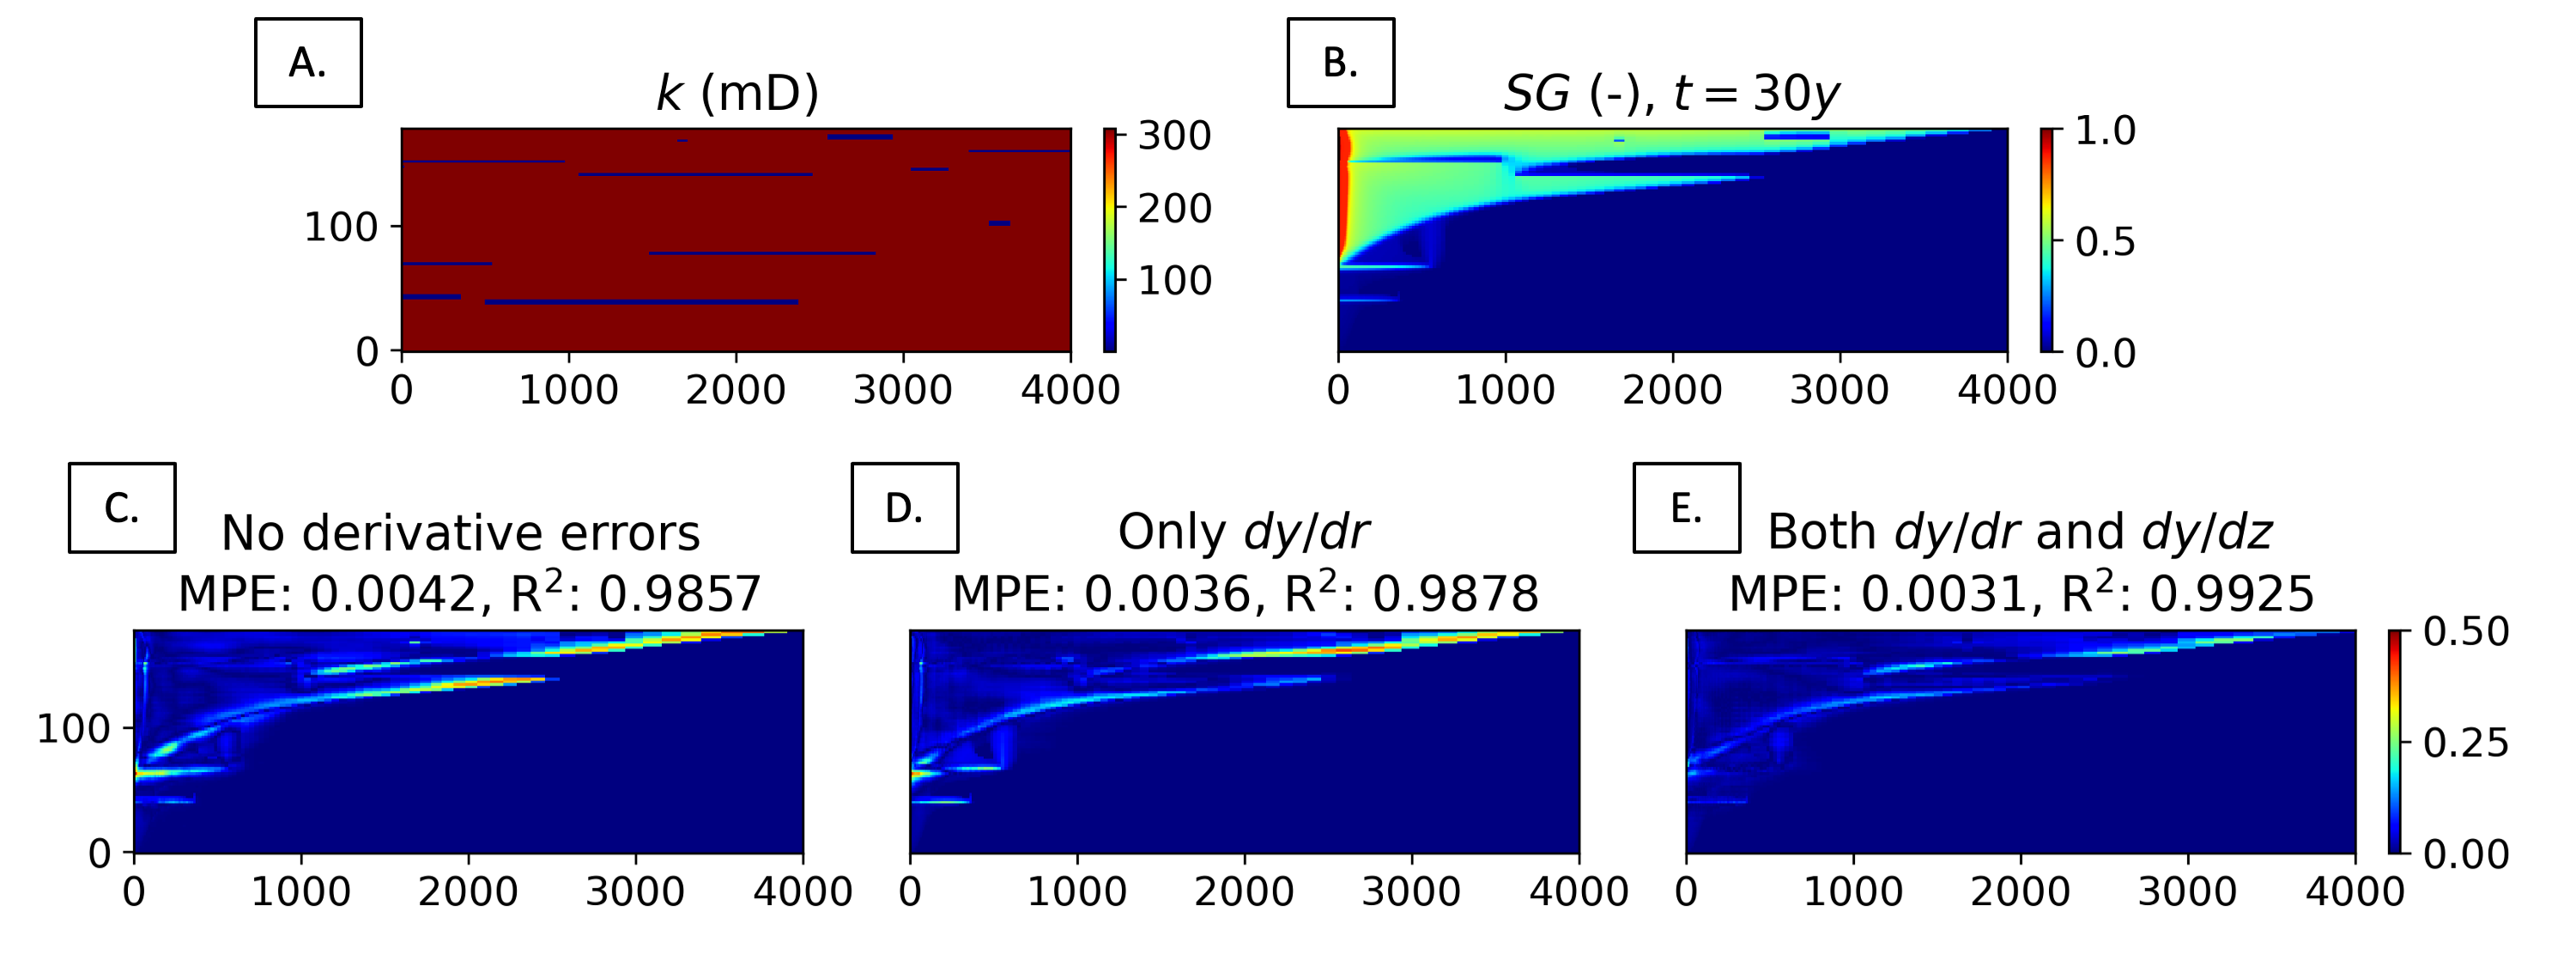 A.
B.
k (mD)
SG (-), t = 30y
300
200
100
100
0
0
1000
2000
3000
4000
1.0
0.5
0.0
0
1000
2000
3000
4000
C.
D.
E.
No derivative errors
MPE: 0.0042, R²: 0.9857
Only dy/dr
MPE: 0.0036, R²: 0.9878
Both dy/dr and dy/dz
MPE: 0.0031, R²: 0.9925
100
0
0
1000
2000
3000
4000
0
1000
2000
3000
4000
0
1000
2000
3000
4000
0.50
0.25
0.00